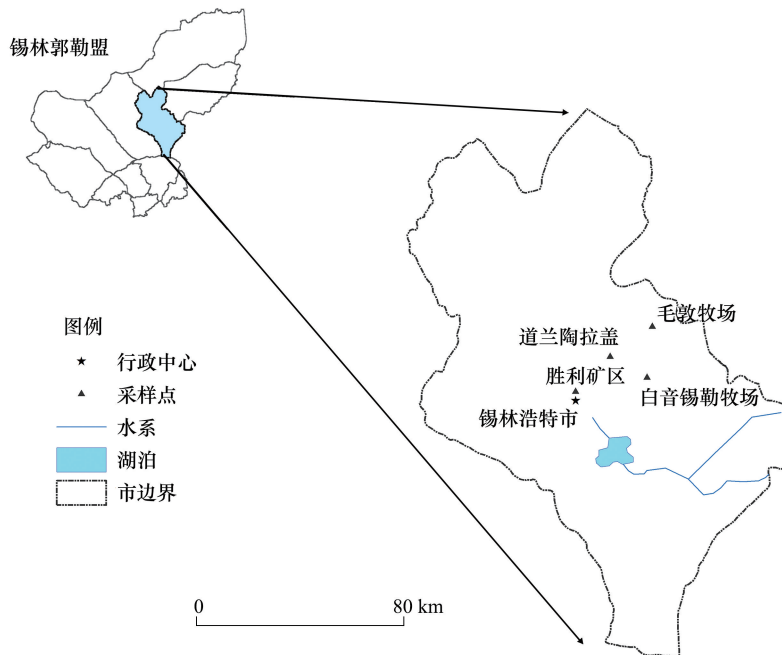 锡林郭勒盟
毛敦牧场
道兰陶拉盖
胜利矿区
白音锡勒牧场
锡林浩特市
图例
行政中心
采样点
水系
湖泊
市边界
0 80 km